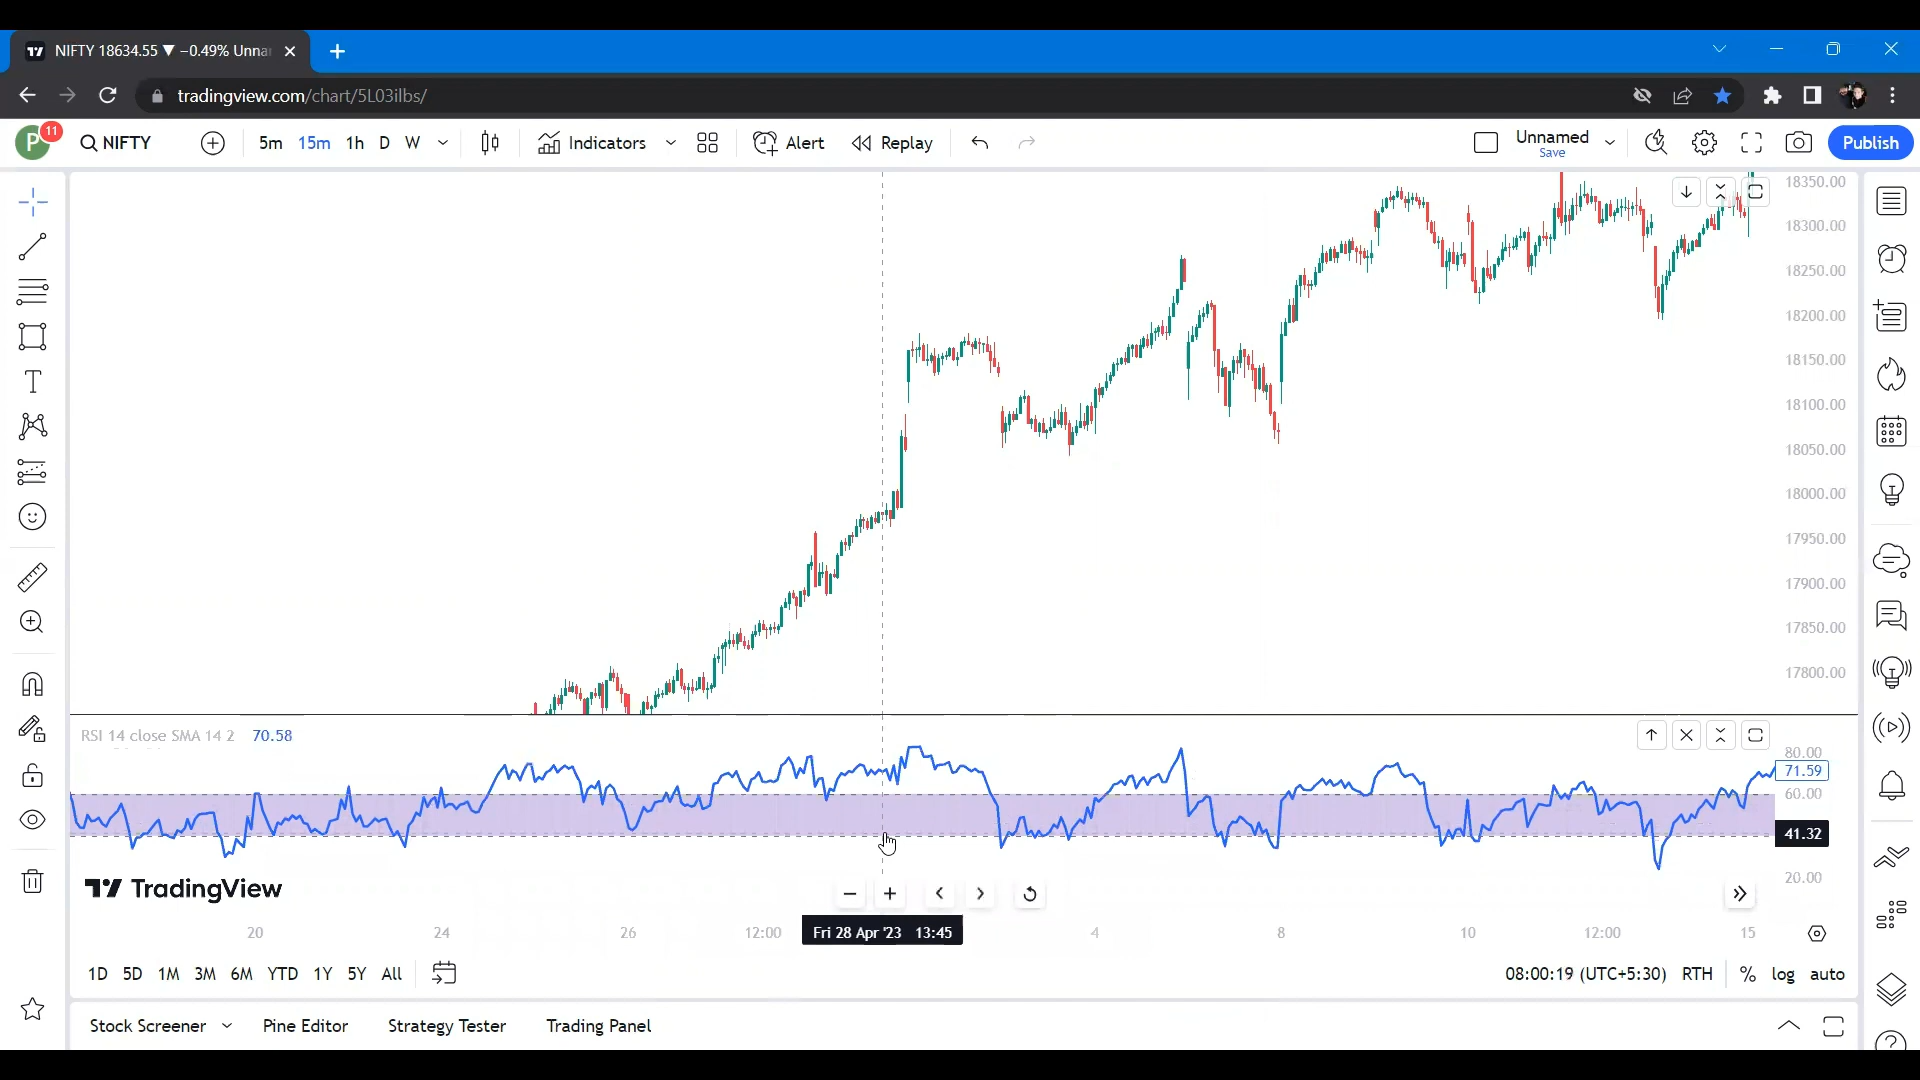 NIFTY 18634.55 ▼ −0.49% Unna
tradingview.com/chart/5L03ilbs/
P 11 NIFTY 5m 15m 1h D W Indicators Alert Replay Unnamed Save Publish
18350.00
18300.00
18250.00
18200.00
18150.00
18100.00
18050.00
18000.00
17950.00
17900.00
17850.00
17800.00
RSI 14 close SMA 14 2 70.58
80.00
71.59
60.00
41.32
20.00
TradingView
20 24 26 12:00 Fri 28 Apr '23 13:45 4 8 10 12:00 15
1D 5D 1M 3M 6M YTD 1Y 5Y All 08:00:19 (UTC+5:30) RTH % log auto
Stock Screener Pine Editor Strategy Tester Trading Panel